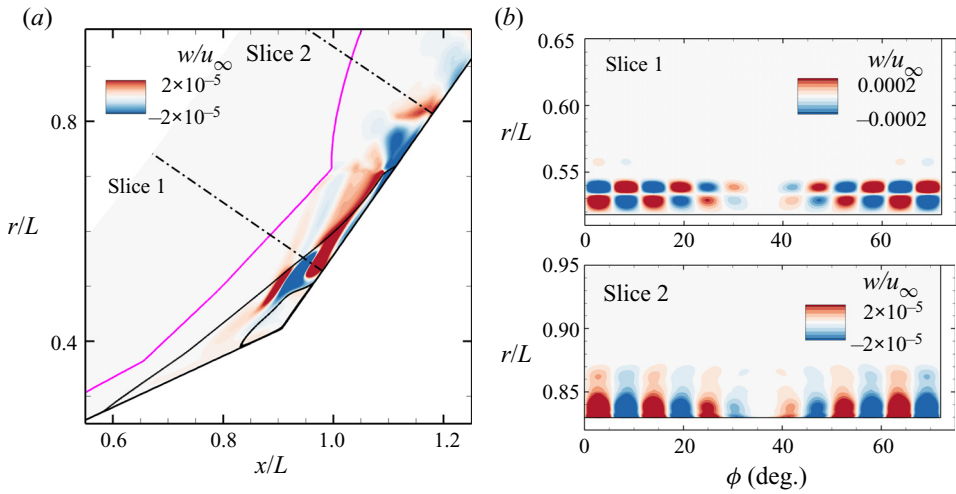 (a)
w/u∞
2×10⁻⁵
−2×10⁻⁵
Slice 2
Slice 1
r/L
0.8
0.4
0.6
0.8
1.0
1.2
x/L
(b)
0.65
Slice 1
w/u∞
0.0002
−0.0002
0.60
r/L
0.55
0
20
40
60
0.95
Slice 2
w/u∞
2×10⁻⁵
−2×10⁻⁵
0.90
r/L
0.85
0
20
40
60
ϕ (deg.)